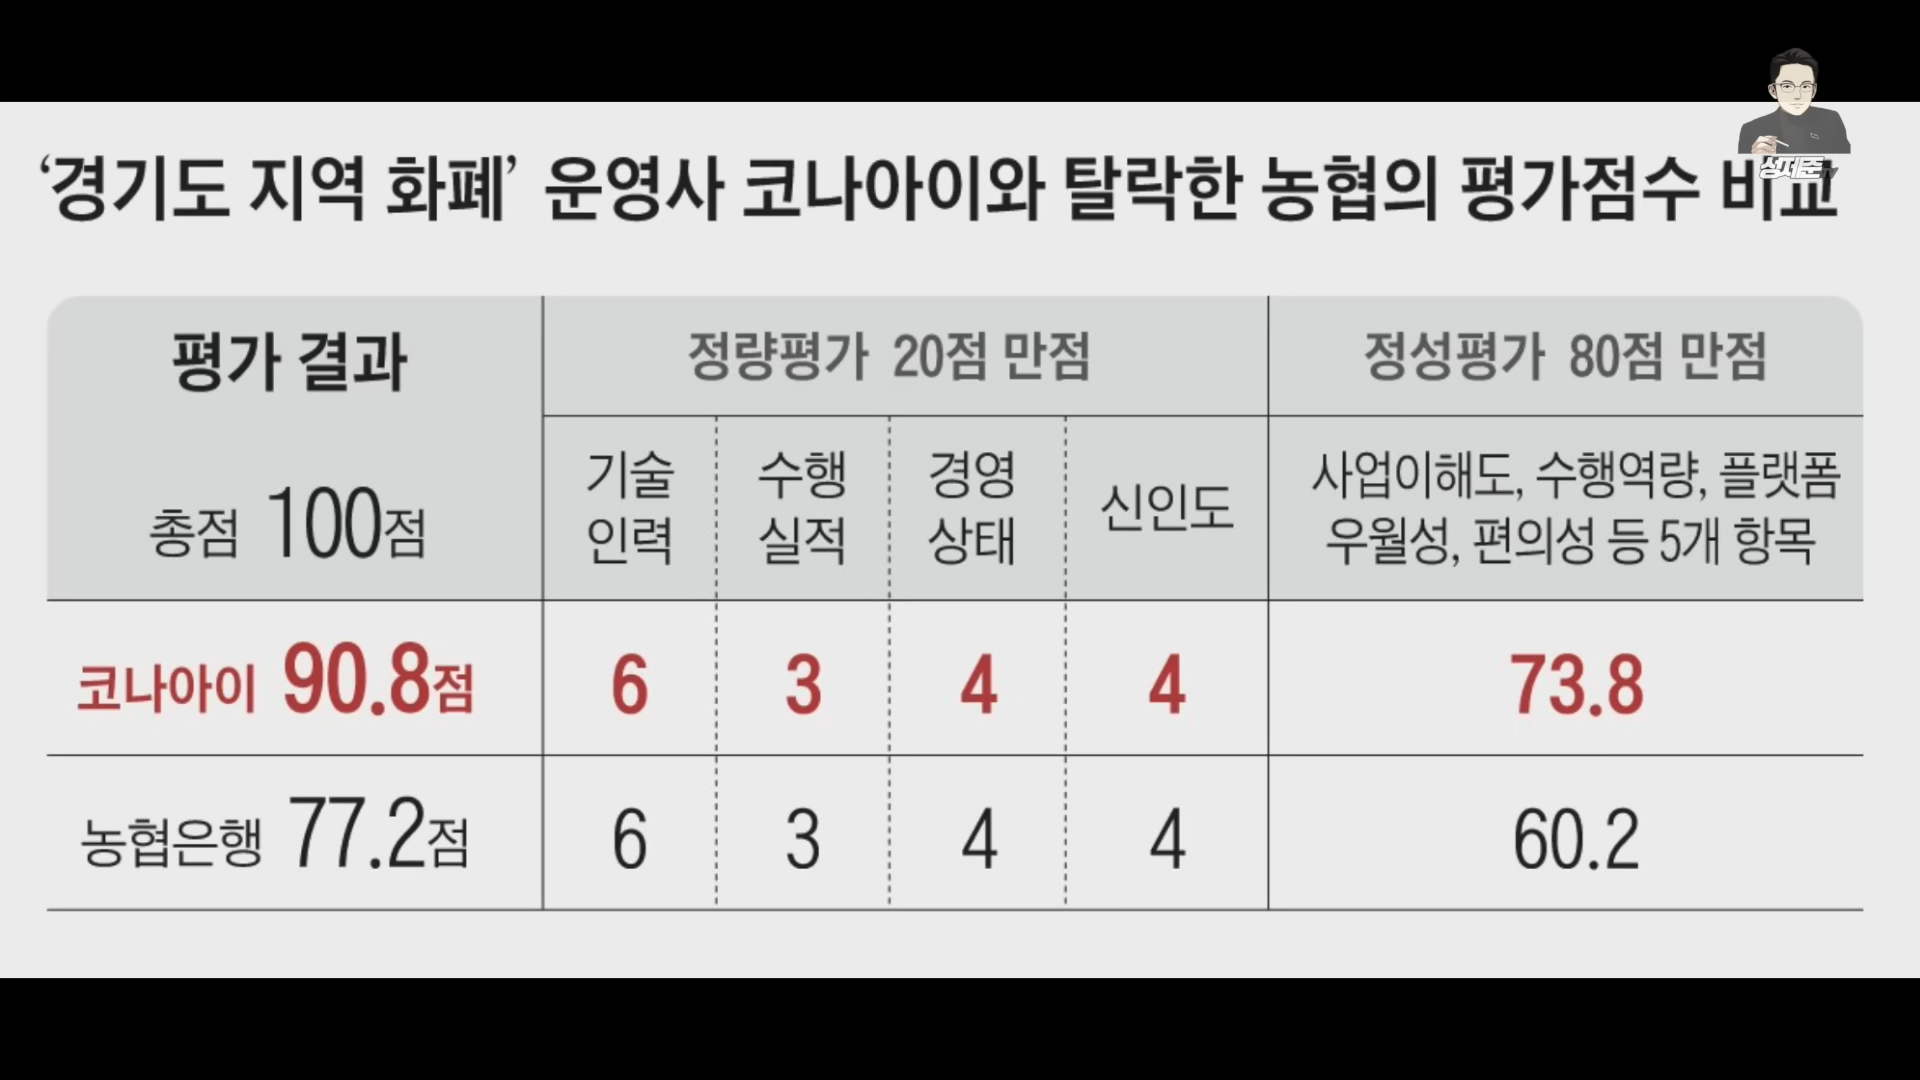 ‘경기도 지역 화폐’ 운영사 코나아이와 탈락한 농협의 평가점수 비교
성제준TV
평가 결과
총점 100점
정량평가 20점 만점
정성평가 80점 만점
기술
인력
수행
실적
경영
상태
신인도
사업이해도, 수행역량, 플랫폼
우월성, 편의성 등 5개 항목
코나아이 90.8점 6 3 4 4 73.8
농협은행 77.2점 6 3 4 4 60.2